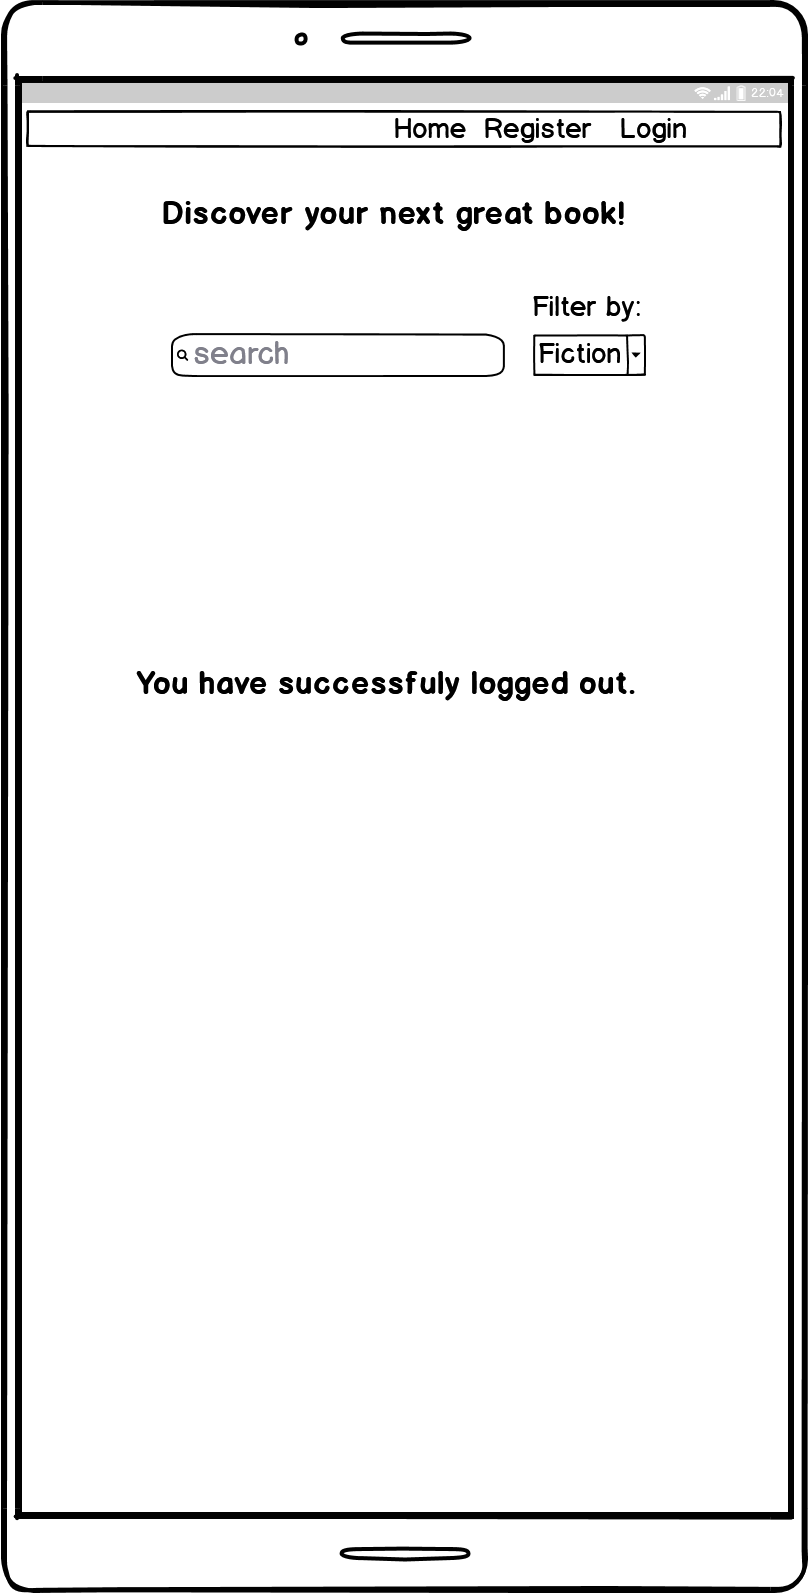 22:04
Home Register Login
Discover your next great book!
Filter by:
search
Fiction
You have successfuly logged out.